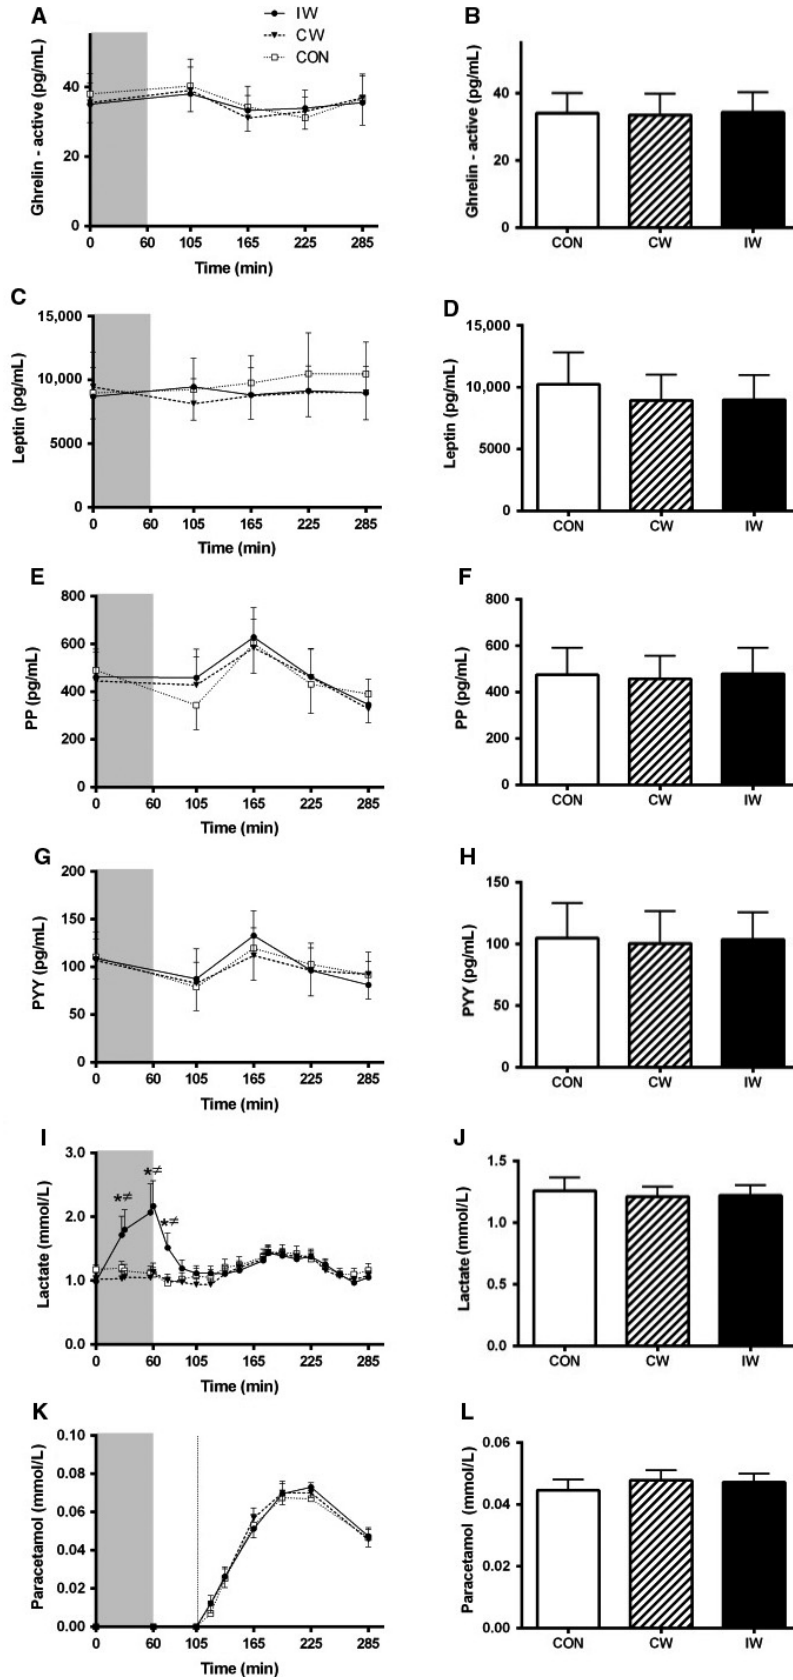 A
IW
CW
CON
Ghrelin - active (pg/mL)
40
20
0
0 60 105 165 225 285
Time (min)
B
Ghrelin - active (pg/mL)
40
20
0
CON CW IW
C
Leptin (pg/mL)
15,000
10,000
5000
0
0 60 105 165 225 285
Time (min)
D
Leptin (pg/mL)
15,000
10,000
5000
0
CON CW IW
E
PP (pg/mL)
800
600
400
200
0
0 60 105 165 225 285
Time (min)
F
PP (pg/mL)
800
600
400
200
0
CON CW IW
G
PYY (pg/mL)
200
150
100
50
0
0 60 105 165 225 285
Time (min)
H
PYY (pg/mL)
150
100
50
0
CON CW IW
I
Lactate (mmol/L)
3.0
2.0
1.0
0.0
*≠
*≠
*≠
0 60 105 165 225 285
Time (min)
J
Lactate (mmol/L)
1.5
1.0
0.5
0.0
CON CW IW
K
Paracetamol (mmol/L)
0.10
0.08
0.06
0.04
0.02
0.00
0 60 105 165 225 285
Time (min)
L
Paracetamol (mmol/L)
0.06
0.04
0.02
0.00
CON CW IW